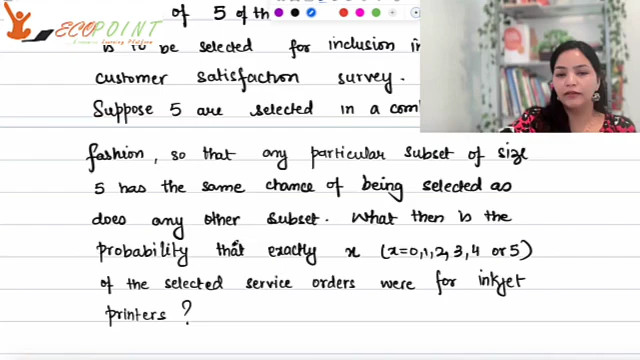 ECOPOINT
of 5 of th
is to be selected for inclusion in
customer satisfaction survey.
Suppose 5 are selected in a com
fashion, so that any particular subset of size
5 has the same chance of being selected as
does any other subset. What then is the
probability that exactly x (x=0,1,2,3,4 or 5)
of the selected service orders were for inkjet
printers?